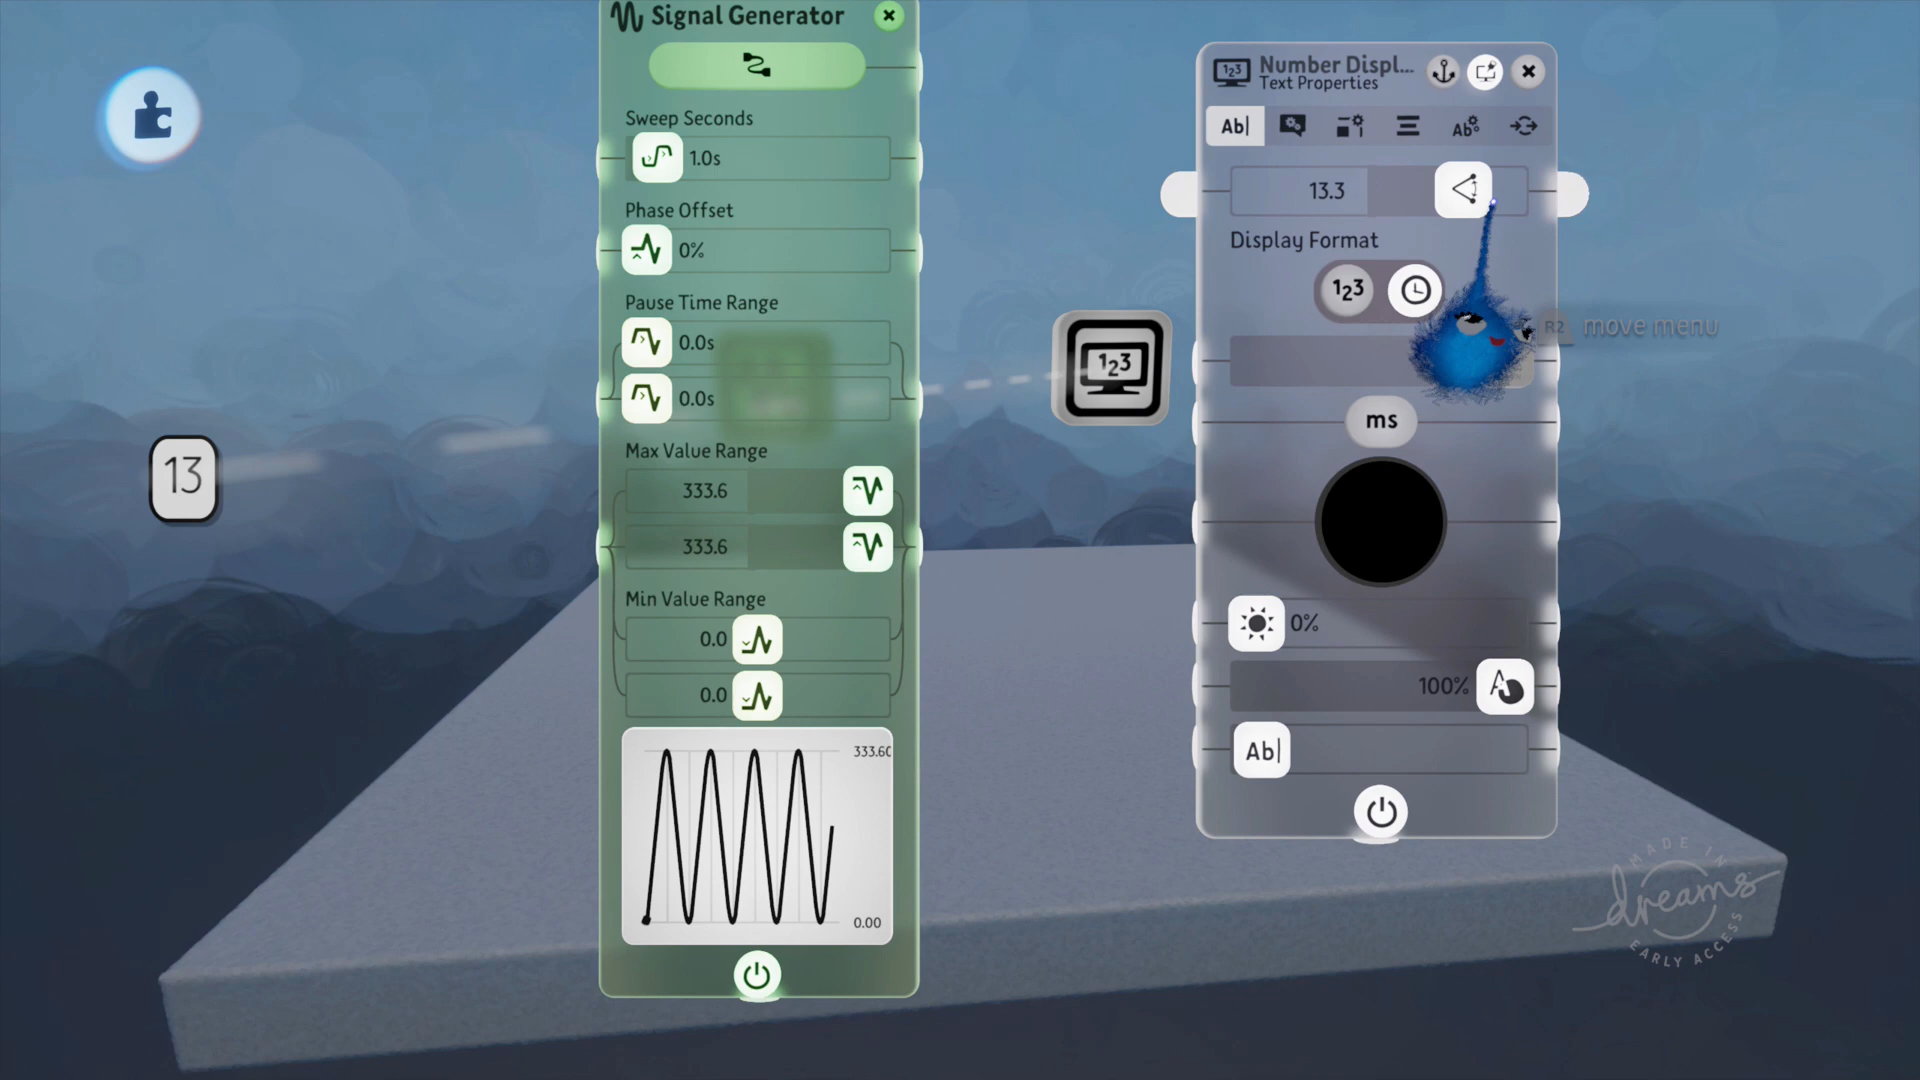 Signal Generator
Sweep Seconds
1.0s
Phase Offset
0%
Pause Time Range
0.0s
0.0s
Max Value Range
333.6
333.6
Min Value Range
0.0
0.0
333.60
0.00
13
123
Number Displ...
Text Properties
Ab|
Ab
13.3
Display Format
123
R2 move menu
ms
0%
100%
Ab|
MADE IN
dreams
EARLY ACCESS